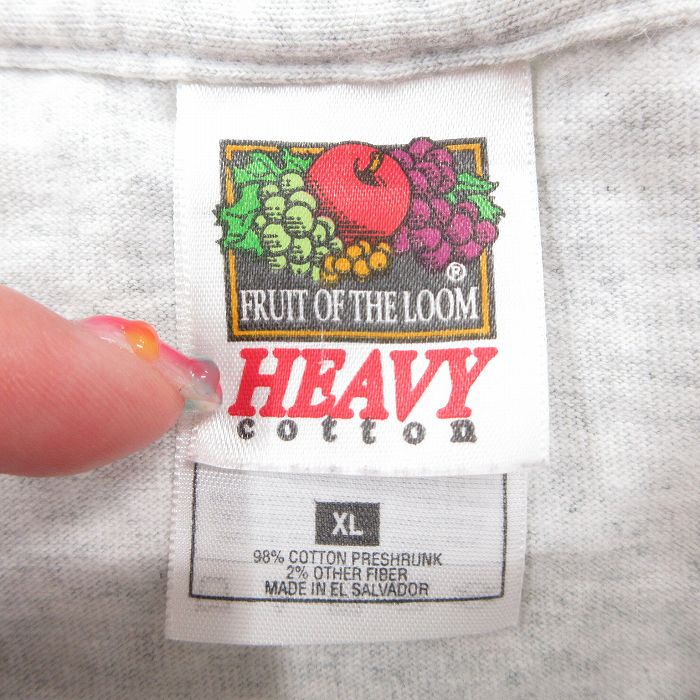 ®
FRUIT OF THE LOOM
HEAVY
cotton
XL
98% COTTON PRESHRUNK
2% OTHER FIBER
MADE IN EL SALVADOR